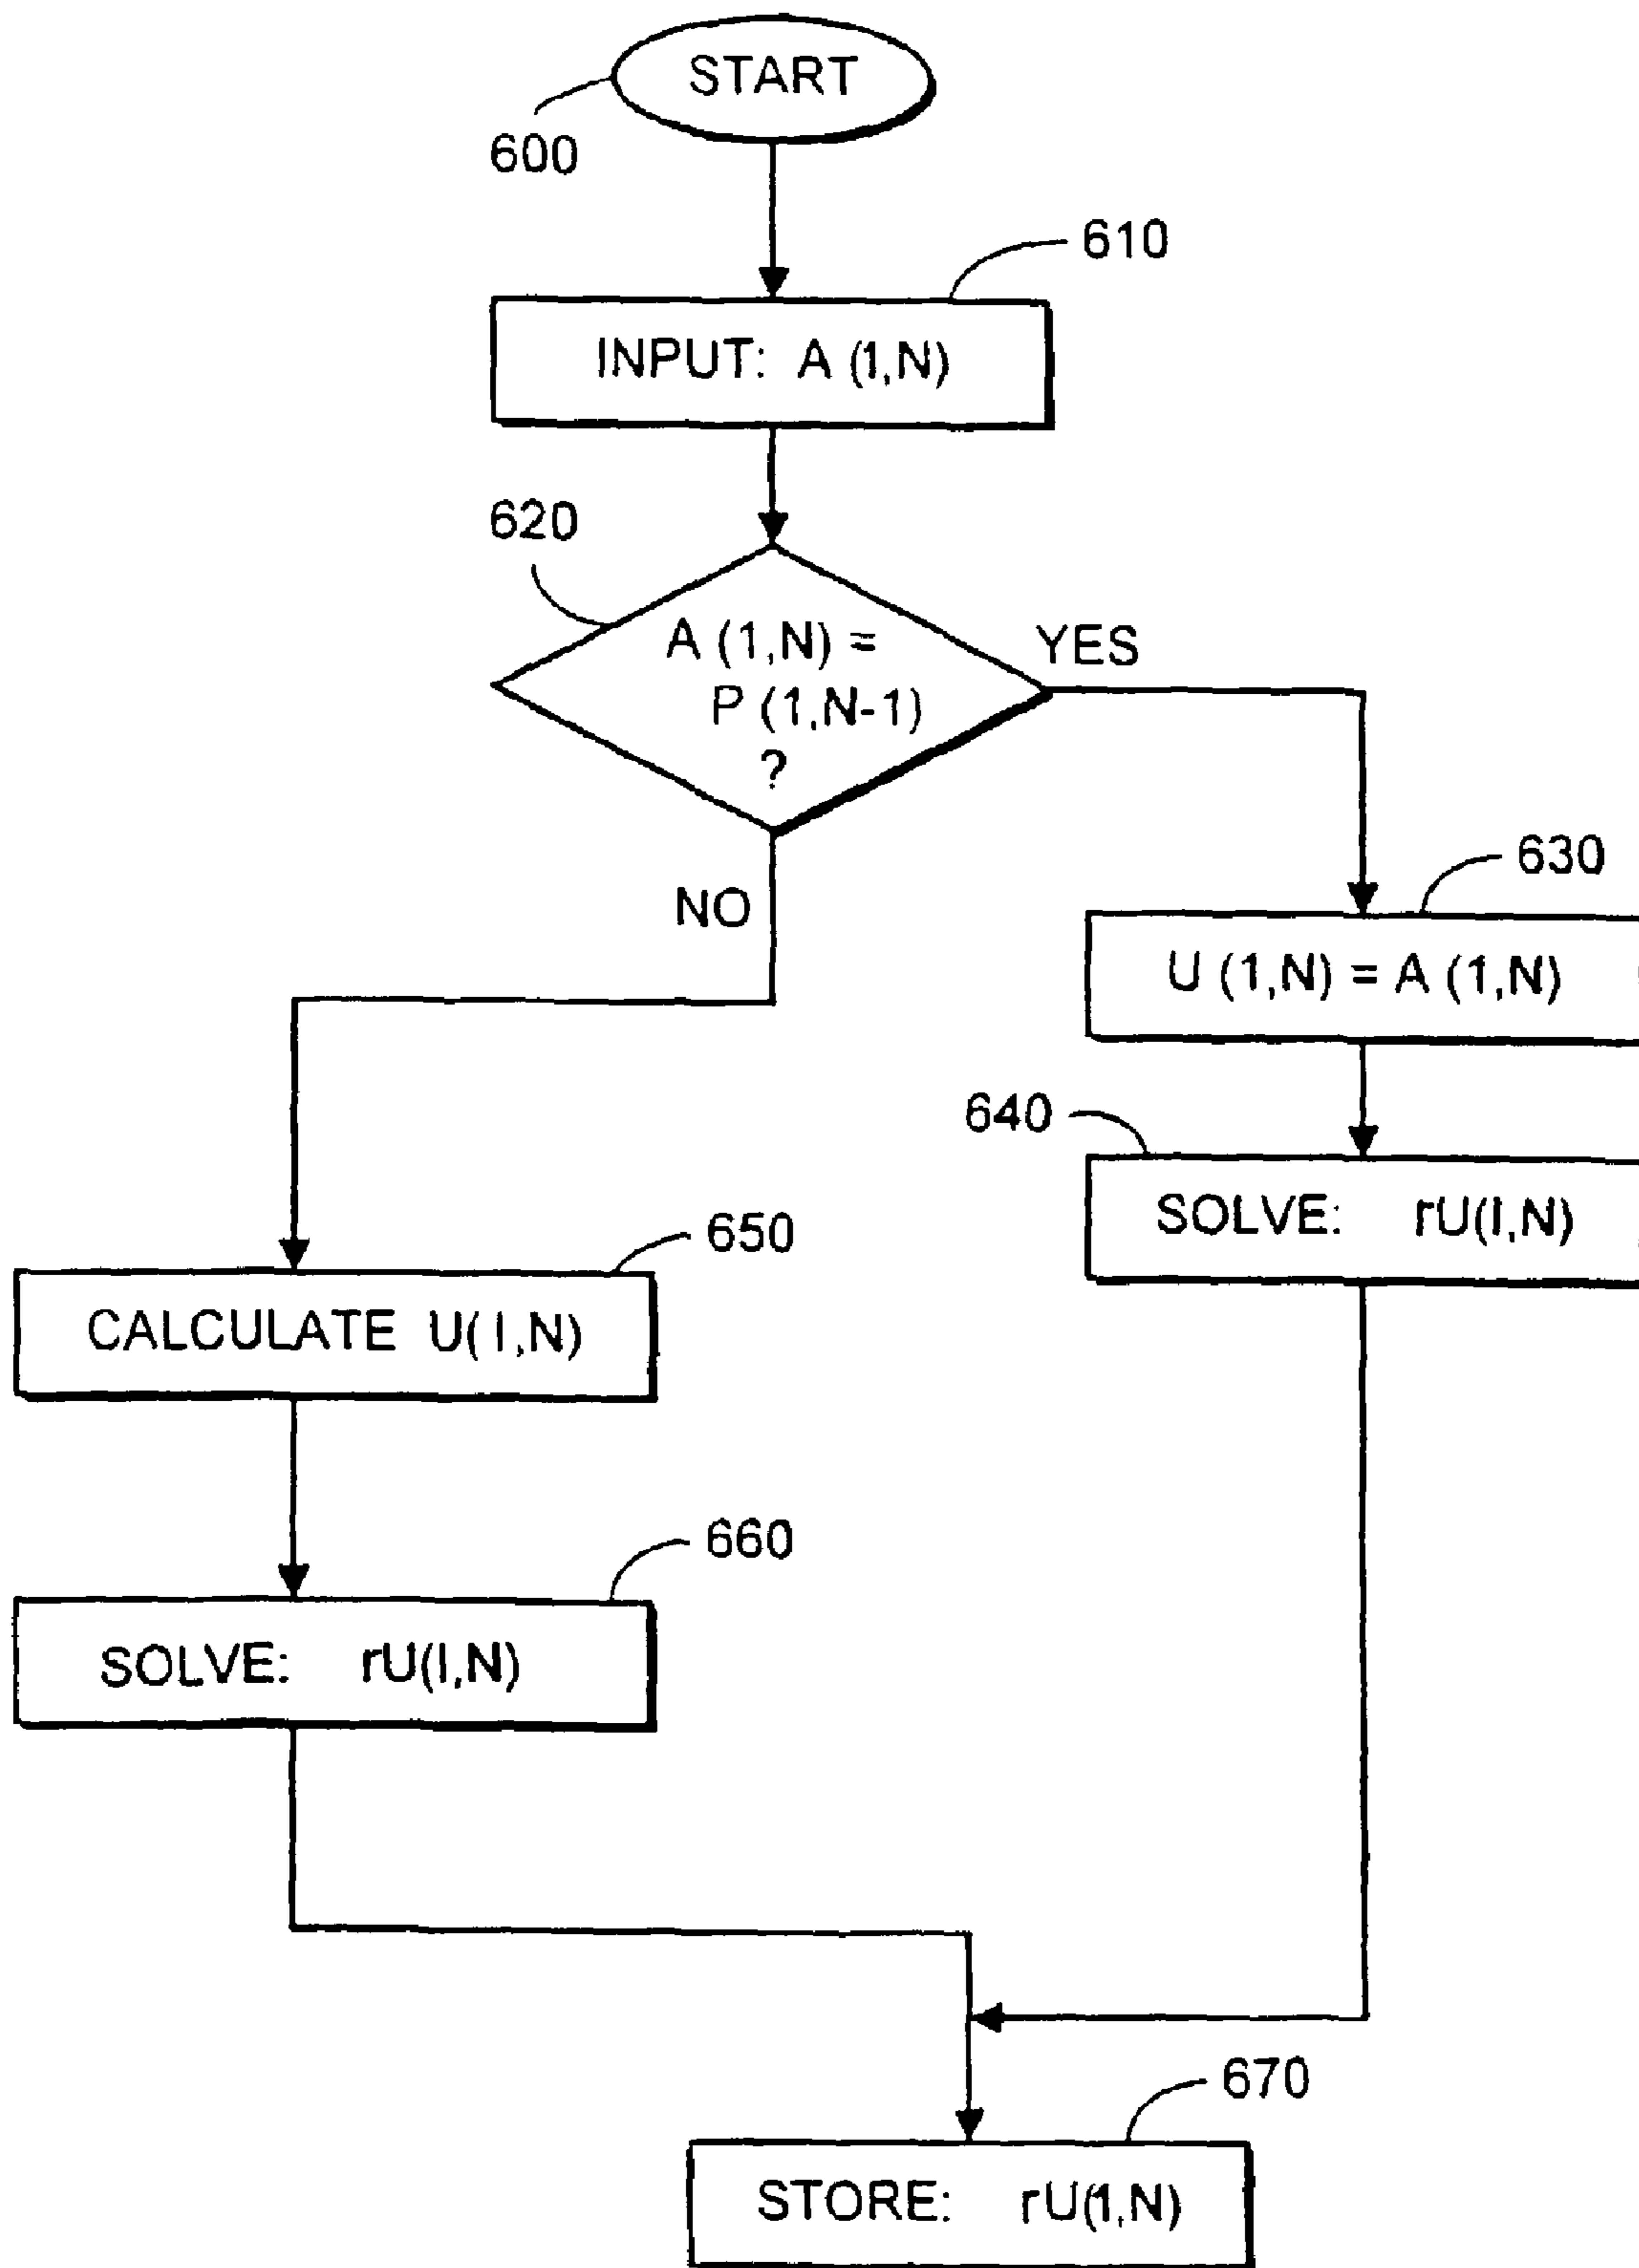 START
600
610
INPUT: A (1,N)
620
A (1,N) =
P (1,N-1)
?
YES
NO
630
U (1,N) = A (1,N)
640
SOLVE: rU(I,N)
650
CALCULATE U( I,N)
660
SOLVE: rU(I,N)
670
STORE: rU(1,N)